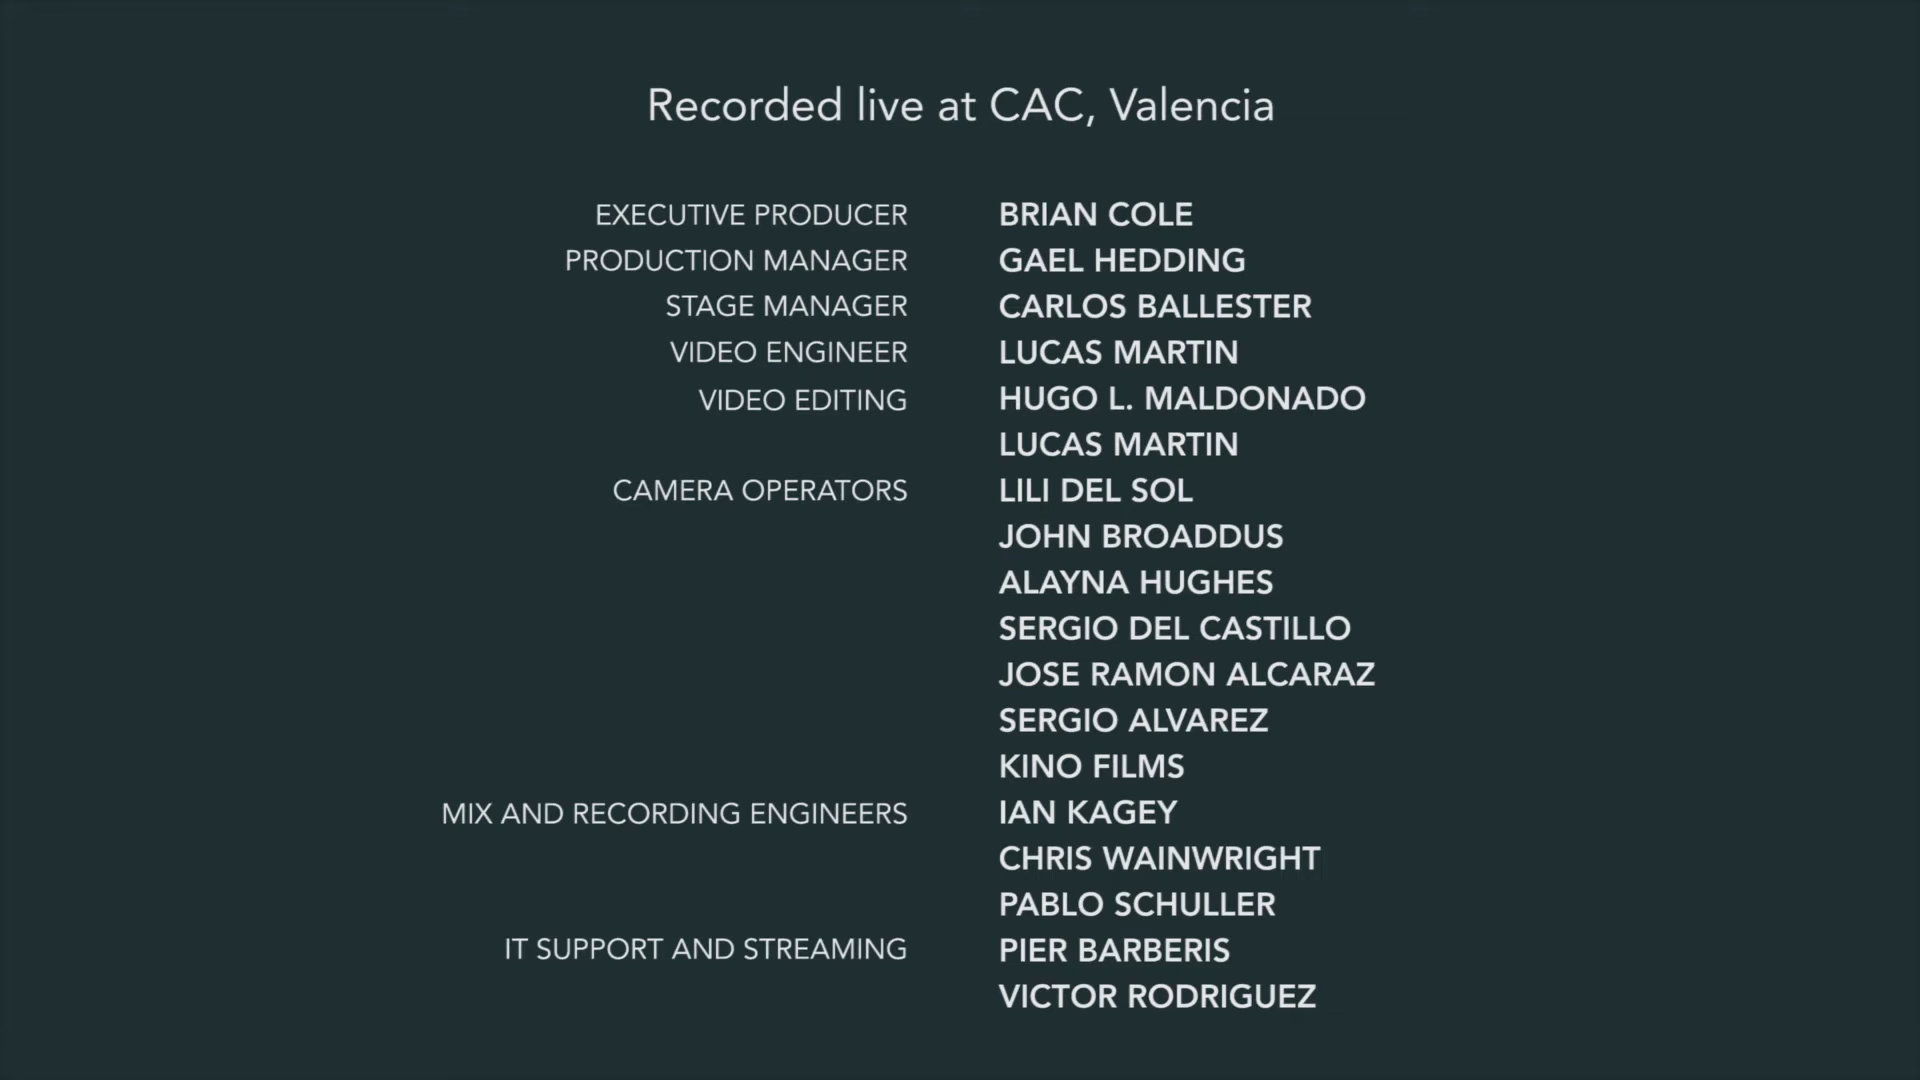 Recorded live at CAC, Valencia
EXECUTIVE PRODUCER BRIAN COLE
PRODUCTION MANAGER GAEL HEDDING
STAGE MANAGER CARLOS BALLESTER
VIDEO ENGINEER LUCAS MARTIN
VIDEO EDITING HUGO L. MALDONADO
LUCAS MARTIN
CAMERA OPERATORS LILI DEL SOL
JOHN BROADDUS
ALAYNA HUGHES
SERGIO DEL CASTILLO
JOSE RAMON ALCARAZ
SERGIO ALVAREZ
KINO FILMS
MIX AND RECORDING ENGINEERS IAN KAGEY
CHRIS WAINWRIGHT
PABLO SCHULLER
IT SUPPORT AND STREAMING PIER BARBERIS
VICTOR RODRIGUEZ